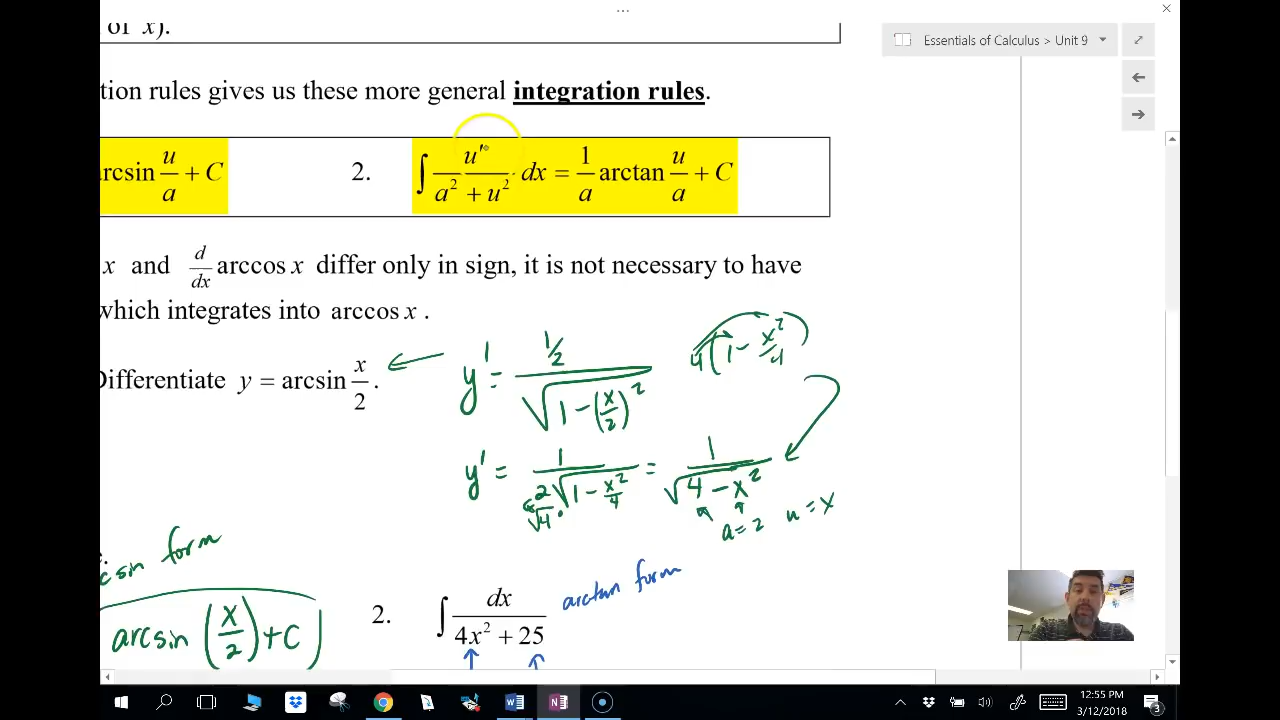 of x).
Essentials of Calculus > Unit 9
tion rules gives us these more general integration rules.
arcsin u/a + C
2. ∫ u'/(a² + u²) · dx = 1/a arctan u/a + C
x and d/dx arccos x differ only in sign, it is not necessary to have
which integrates into arccos x .
Differentiate y = arcsin x/2 .
y' = 1/2 / √(1 - (x/2)²)
4(1 - x²/4)
y' = 1 / 2√(1 - x²/4) = 1 / √(4 - x²)
√4 ·
a = 2 u = x
c sin form
arcsin (x/2) + C
2. ∫ dx / (4x² + 25)
arctan form
12:55 PM
3/12/2018
3